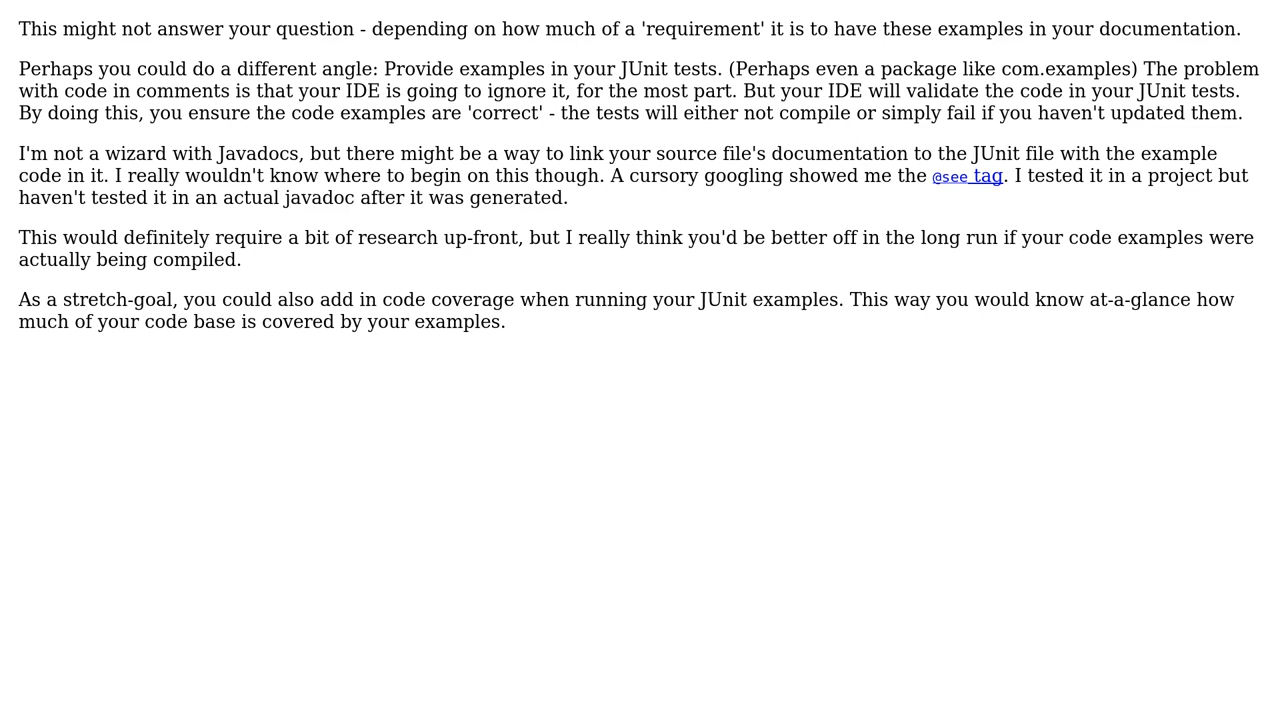 This might not answer your question - depending on how much of a 'requirement' it is to have these examples in your documentation.
Perhaps you could do a different angle: Provide examples in your JUnit tests. (Perhaps even a package like com.examples) The problem
with code in comments is that your IDE is going to ignore it, for the most part. But your IDE will validate the code in your JUnit tests.
By doing this, you ensure the code examples are 'correct' - the tests will either not compile or simply fail if you haven't updated them.
I'm not a wizard with Javadocs, but there might be a way to link your source file's documentation to the JUnit file with the example
code in it. I really wouldn't know where to begin on this though. A cursory googling showed me the @see tag. I tested it in a project but
haven't tested it in an actual javadoc after it was generated.
This would definitely require a bit of research up-front, but I really think you'd be better off in the long run if your code examples were
actually being compiled.
As a stretch-goal, you could also add in code coverage when running your JUnit examples. This way you would know at-a-glance how
much of your code base is covered by your examples.